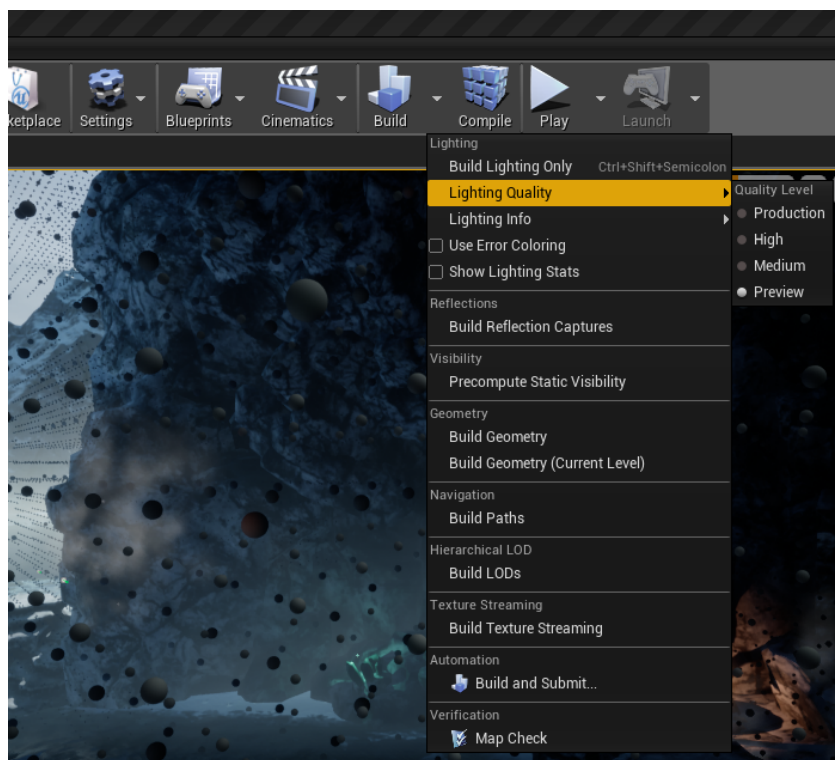 ketplace
Settings
Blueprints
Cinematics
Build
Compile
Play
Launch
Lighting
Build Lighting Only Ctrl+Shift+Semicolon
Lighting Quality
Lighting Info
Use Error Coloring
Show Lighting Stats
Reflections
Build Reflection Captures
Visibility
Precompute Static Visibility
Geometry
Build Geometry
Build Geometry (Current Level)
Navigation
Build Paths
Hierarchical LOD
Build LODs
Texture Streaming
Build Texture Streaming
Automation
Build and Submit...
Verification
Map Check
Quality Level
Production
High
Medium
Preview